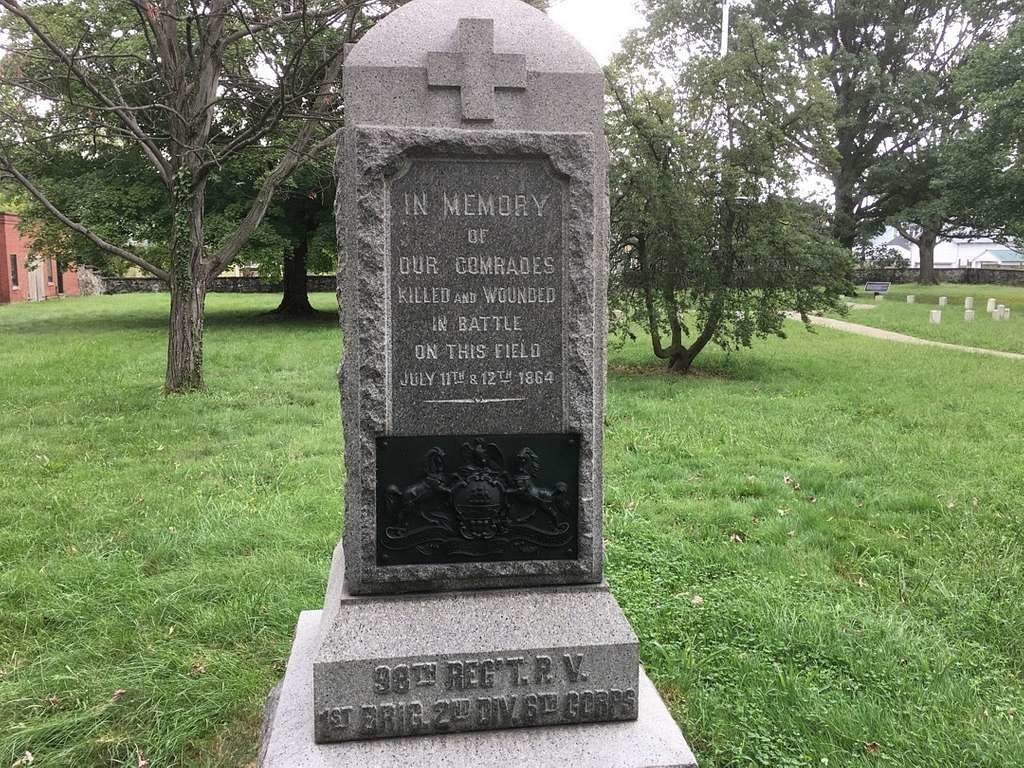 IN MEMORY
OF
OUR COMRADES
KILLED AND WOUNDED
IN BATTLE
ON THIS FIELD
JULY 11TH & 12TH 1864
98TH REG'T. P. V.
1ST BRIG. 2ND DIV. 6TH CORPS